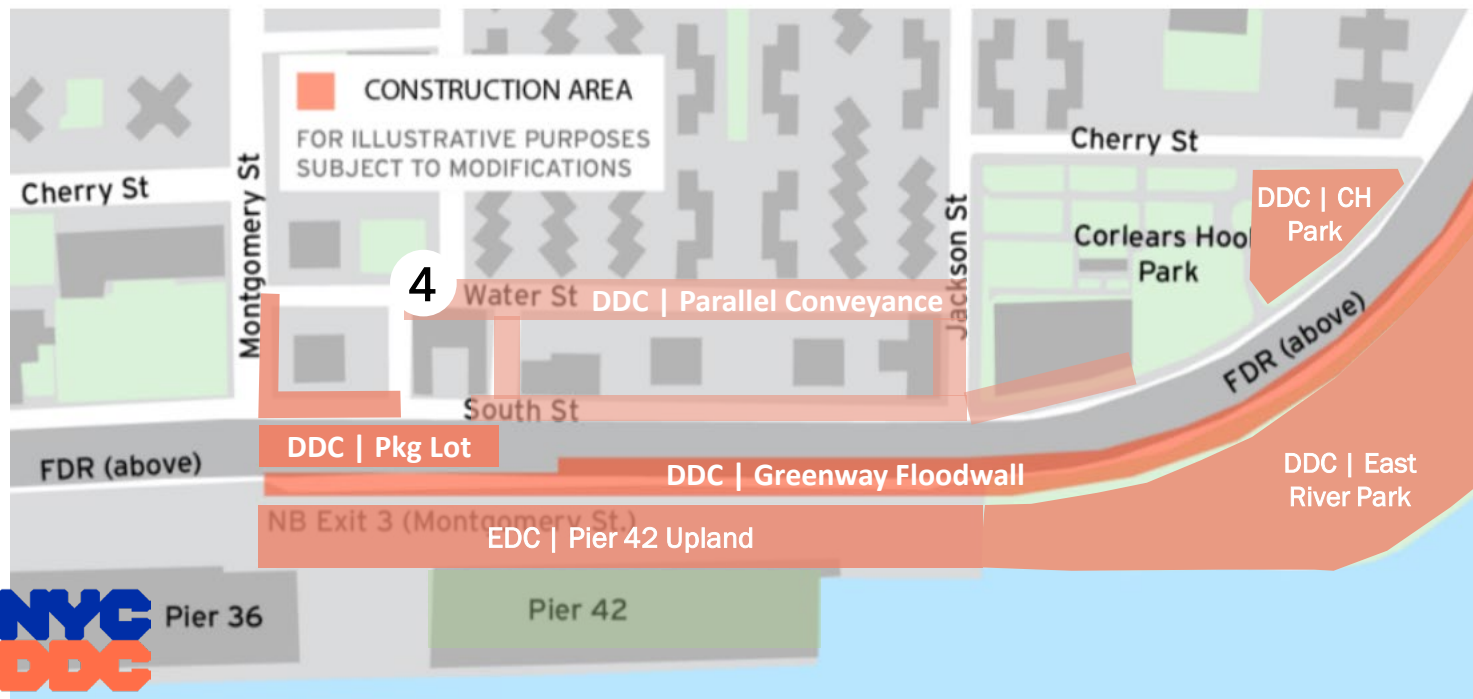 CONSTRUCTION AREA
FOR ILLUSTRATIVE PURPOSES
SUBJECT TO MODIFICATIONS
Cherry St
Cherry St
Montgomery St
Jackson St
DDC | CH
Park
Corlears Hool
Park
4
Water St
DDC | Parallel Conveyance
South St
FDR (above)
DDC | Pkg Lot
FDR (above)
DDC | Greenway Floodwall
DDC | East
River Park
NB Exit 3 (Montgomery St.)
EDC | Pier 42 Upland
Pier 36
Pier 42
NYC
DDC